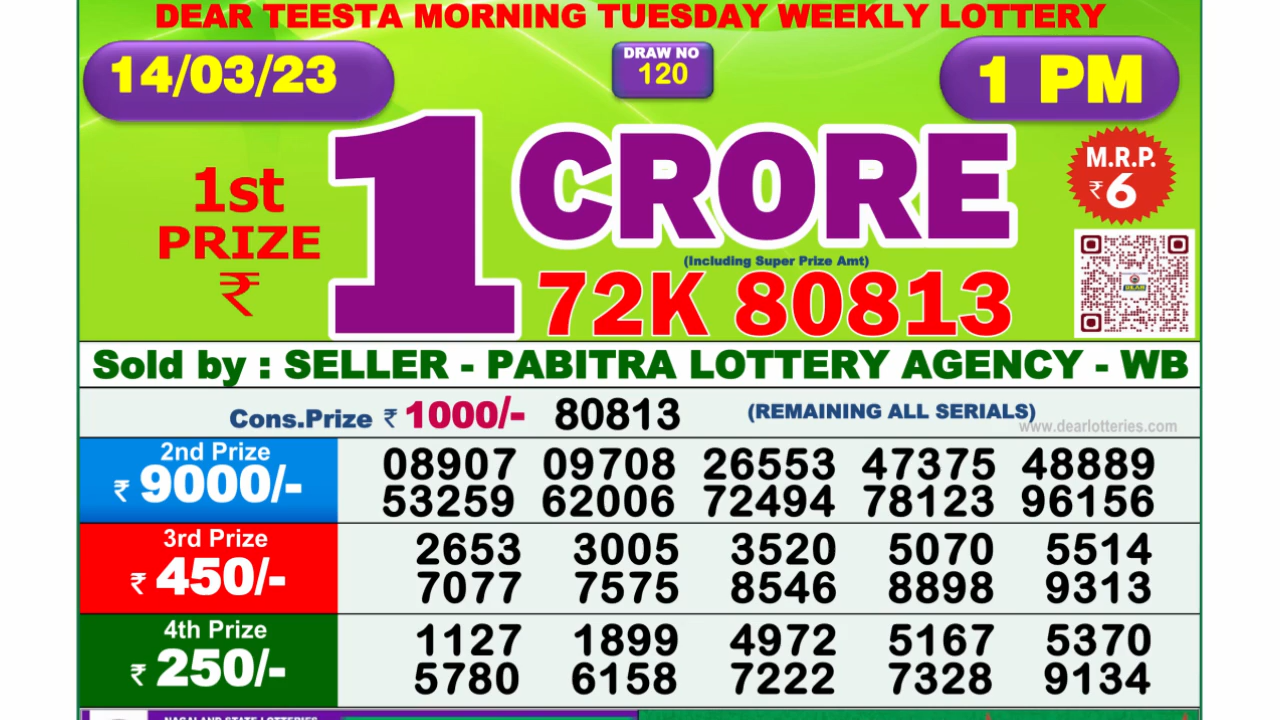 DEAR TEESTA MORNING TUESDAY WEEKLY LOTTERY
14/03/23
DRAW NO
120
1 PM
1st
PRIZE
₹
1 CRORE
M.R.P.
₹6
(Including Super Prize Amt)
72K 80813
Sold by : SELLER - PABITRA LOTTERY AGENCY - WB
Cons.Prize ₹ 1000/- 80813 (REMAINING ALL SERIALS)
www.dearlotteries.com
2nd Prize
₹ 9000/-
08907 09708 26553 47375 48889
53259 62006 72494 78123 96156
3rd Prize
₹ 450/-
2653 3005 3520 5070 5514
7077 7575 8546 8898 9313
4th Prize
₹ 250/-
1127 1899 4972 5167 5370
5780 6158 7222 7328 9134
NAGALAND STATE LOTTERIES